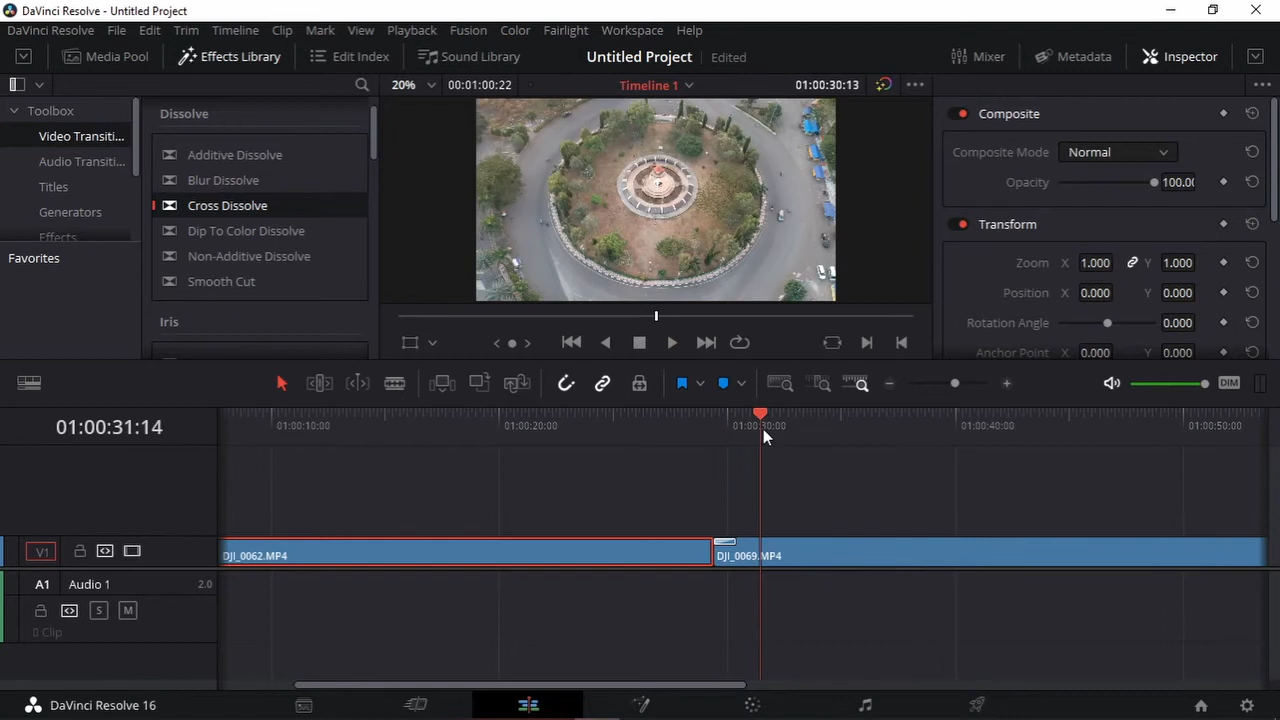 DaVinci Resolve - Untitled Project
DaVinci Resolve File Edit Trim Timeline Clip Mark View Playback Fusion Color Fairlight Workspace Help
Media Pool Effects Library Edit Index Sound Library Untitled Project Edited Mixer Metadata Inspector
20% 00:01:00:22 Timeline 1 01:00:30:13
Toolbox
Video Transiti...
Audio Transiti...
Titles
Generators
Effects
Favorites
Dissolve
Additive Dissolve
Blur Dissolve
Cross Dissolve
Dip To Color Dissolve
Non-Additive Dissolve
Smooth Cut
Iris
Composite
Composite Mode Normal
Opacity 100.00
Transform
Zoom X 1.000 Y 1.000
Position X 0.000 Y 0.000
Rotation Angle 0.000
Anchor Point X 0.000 Y 0.000
DIM
01:00:31:14
01:00:10:00 01:00:20:00 01:00:30:00 01:00:40:00 01:00:50:00
V1
DJI_0062.MP4 DJI_0069.MP4
A1 Audio 1 2.0
S M
0 Clip
DaVinci Resolve 16